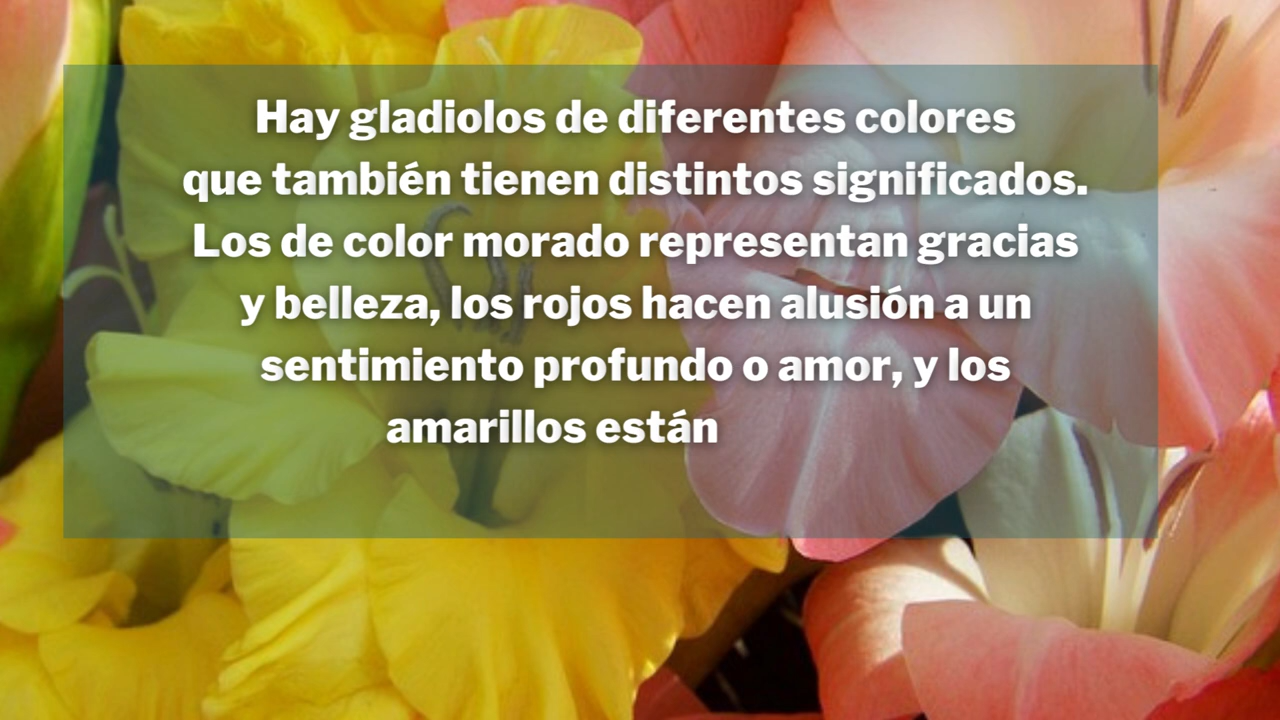 Hay gladiolos de diferentes colores
que también tienen distintos significados.
Los de color morado representan gracias
y belleza, los rojos hacen alusión a un
sentimiento profundo o amor, y los
amarillos están